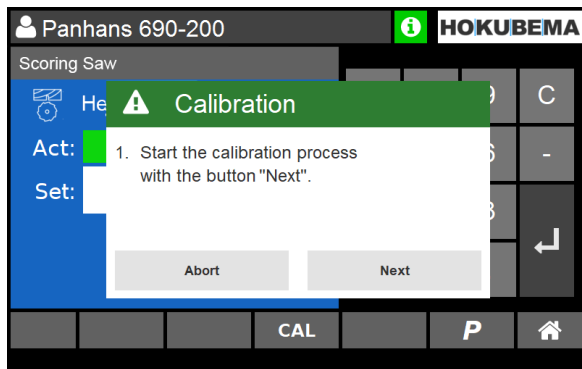 Panhans 690-200
i
HOKUBEMA
Scoring Saw
C
Calibration
Act:
1. Start the calibration process
with the button "Next".
-
Set:
Abort
Next
CAL
P